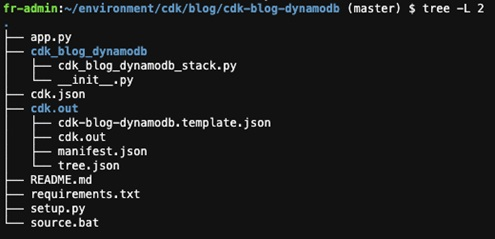 fr-admin:~/environment/cdk/blog/cdk-blog-dynamodb (master) $ tree -L 2
.
├── app.py
├── cdk_blog_dynamodb
│   ├── cdk_blog_dynamodb_stack.py
│   └── __init__.py
├── cdk.json
├── cdk.out
│   ├── cdk-blog-dynamodb.template.json
│   ├── cdk.out
│   ├── manifest.json
│   └── tree.json
├── README.md
├── requirements.txt
├── setup.py
└── source.bat